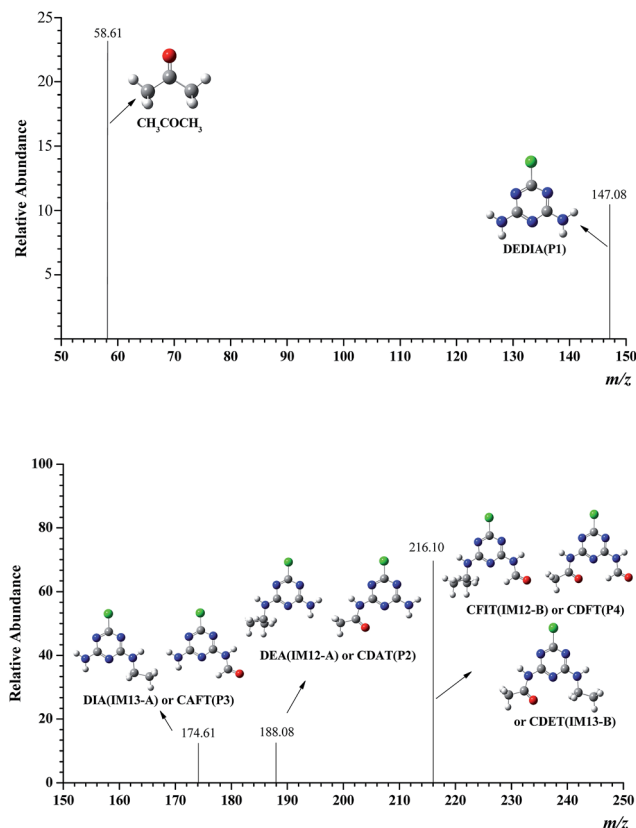 25
20
15
10
5
Relative Abundance
58.61
CH₃COCH₃
147.08
DEDIA(P1)
50 60 70 80 90 100 110 120 130 140 150
m/z
100
80
60
40
20
0
Relative Abundance
216.10
CFIT(IM12-B) or CDFT(P4)
DEA(IM12-A) or CDAT(P2)
DIA(IM13-A) or CAFT(P3)
or CDET(IM13-B)
174.61
188.08
150 160 170 180 190 200 210 220 230 240 250
m/z